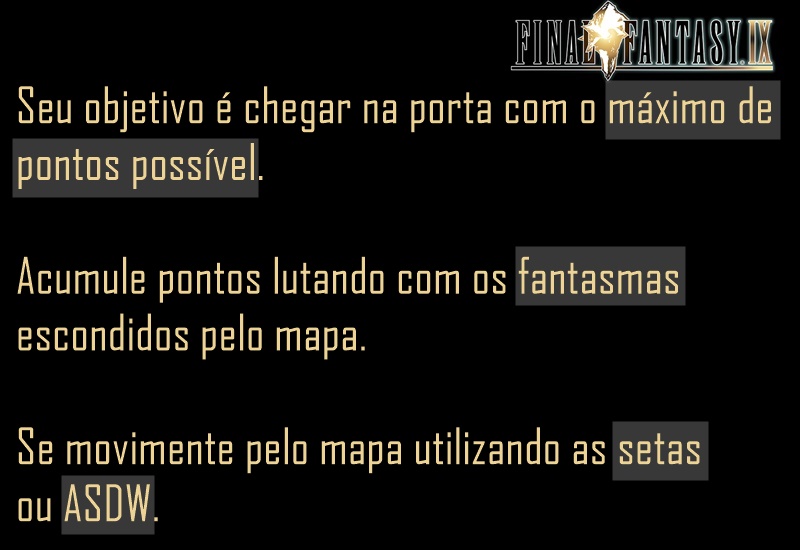 FINAL FANTASY IX
Seu objetivo é chegar na porta com o máximo de
pontos possível.
Acumule pontos lutando com os fantasmas
escondidos pelo mapa.
Se movimente pelo mapa utilizando as setas
ou ASDW.